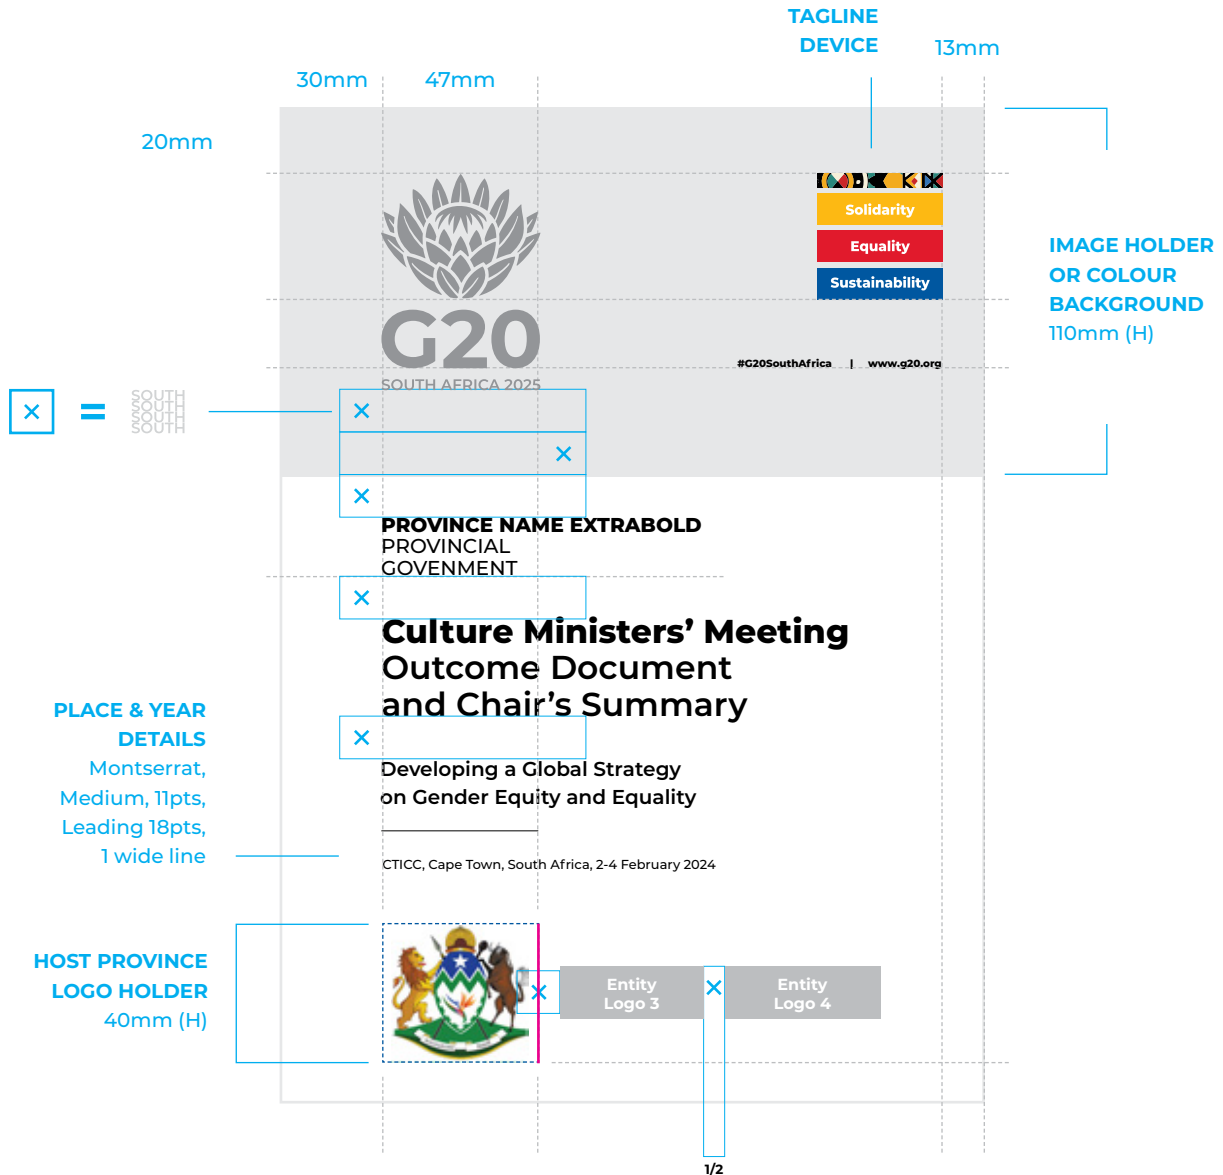 TAGLINE
DEVICE
13mm
30mm
47mm
20mm
Solidarity
Equality
Sustainability
IMAGE HOLDER
OR COLOUR
BACKGROUND
110mm (H)
G20
SOUTH AFRICA 2025
#G20SouthAfrica | www.g20.org
× = SOUTH
SOUTH
SOUTH
SOUTH
×
×
×
PROVINCE NAME EXTRABOLD
PROVINCIAL
GOVENMENT
×
Culture Ministers’ Meeting
Outcome Document
and Chair’s Summary
×
PLACE & YEAR
DETAILS
Montserrat,
Medium, 11pts,
Leading 18pts,
1 wide line
Developing a Global Strategy
on Gender Equity and Equality
CTICC, Cape Town, South Africa, 2-4 February 2024
HOST PROVINCE
LOGO HOLDER
40mm (H)
×
Entity
Logo 3
×
Entity
Logo 4
1/2